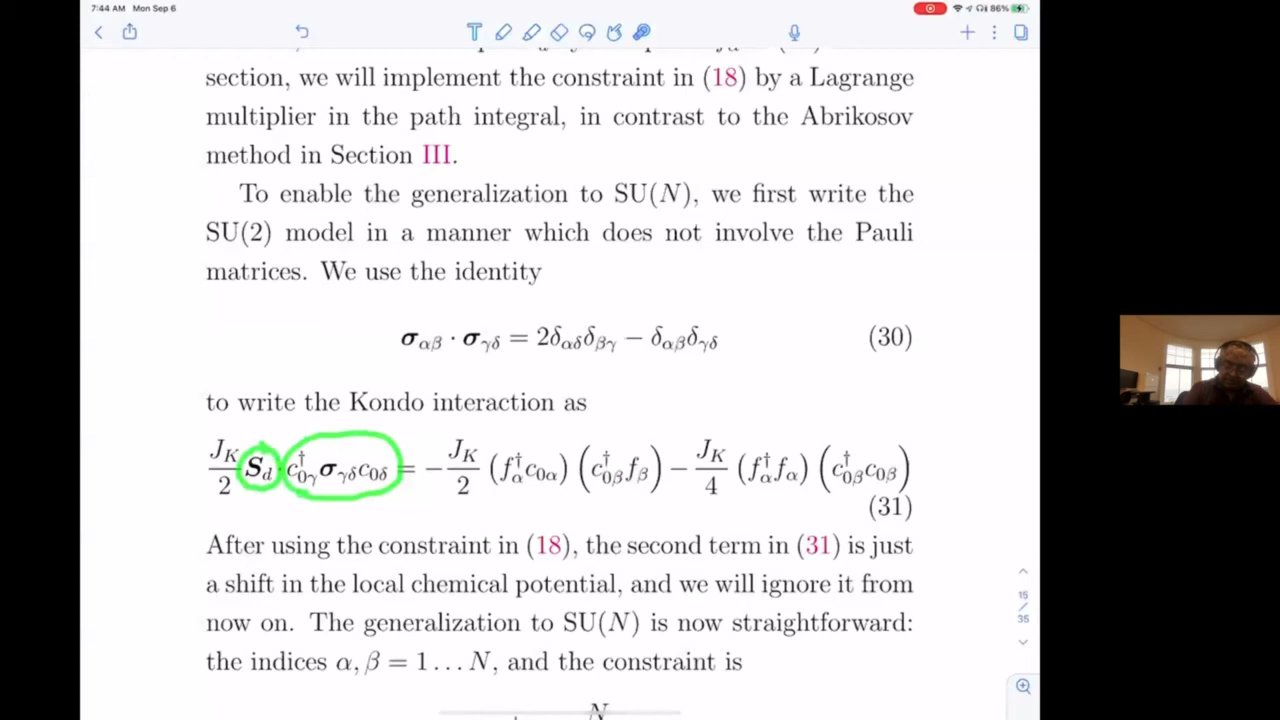 7:44 AM Mon Sep 6
86%
section, we will implement the constraint in (18) by a Lagrange
multiplier in the path integral, in contrast to the Abrikosov
method in Section III.
To enable the generalization to SU(N), we first write the
SU(2) model in a manner which does not involve the Pauli
matrices. We use the identity
σ_{αβ} · σ_{γδ} = 2δ_{αδ}δ_{βγ} − δ_{αβ}δ_{γδ} (30)
to write the Kondo interaction as
J_K/2 S_d · c†_{0γ} σ_{γδ} c_{0δ} = − J_K/2 (f†_α c_{0α}) (c†_{0β} f_β) − J_K/4 (f†_α f_α) (c†_{0β} c_{0β})
(31)
After using the constraint in (18), the second term in (31) is just
a shift in the local chemical potential, and we will ignore it from
now on. The generalization to SU(N) is now straightforward:
the indices α, β = 1 . . . N, and the constraint is
N
15
/
35